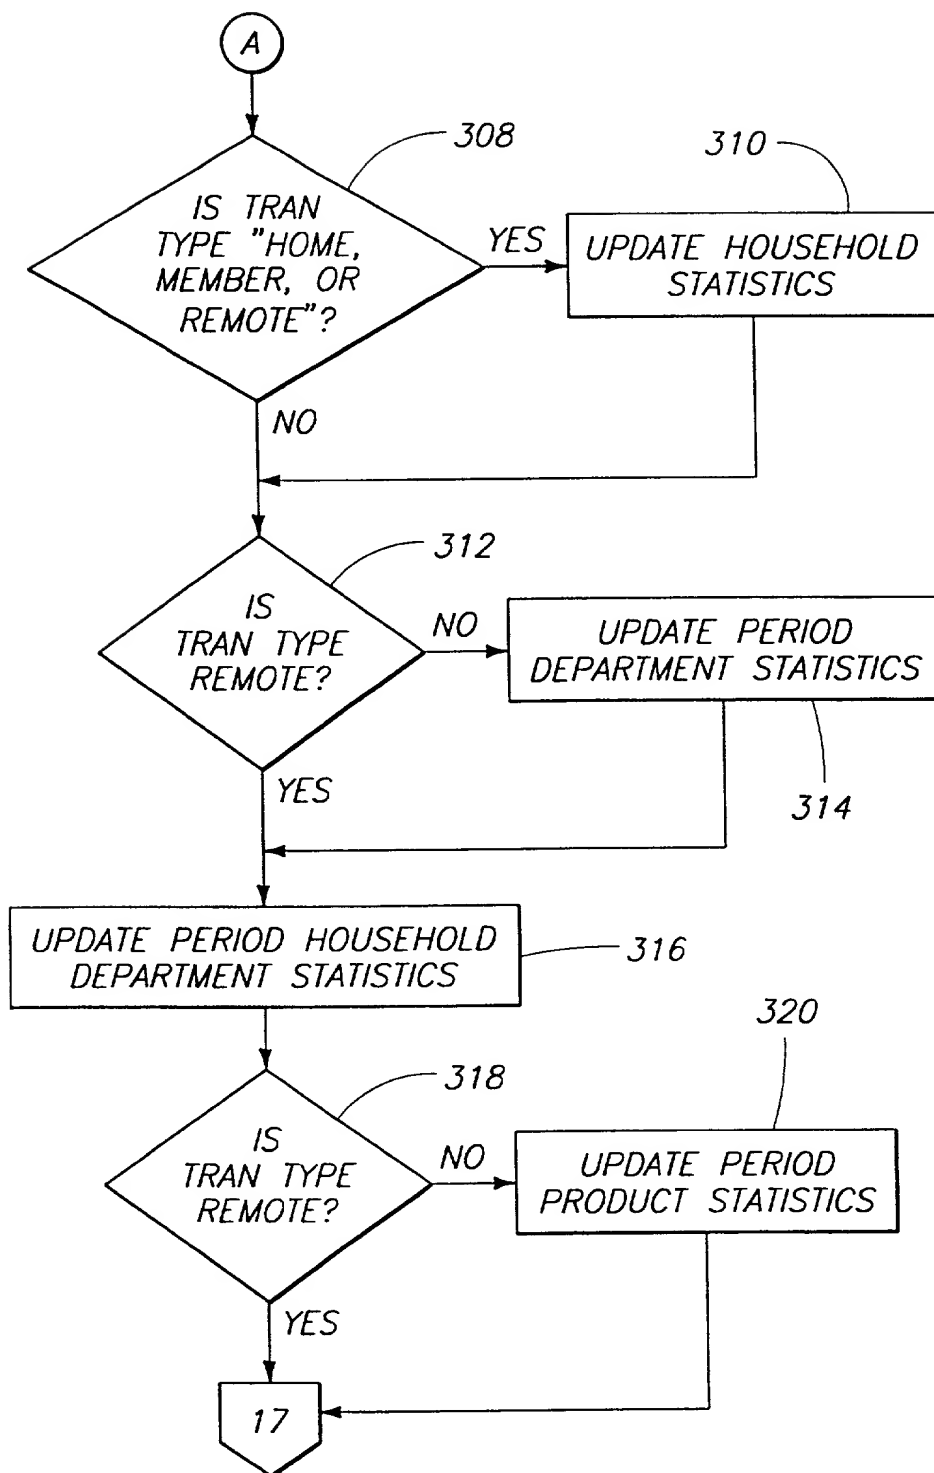 A
308
IS TRAN
TYPE "HOME,
MEMBER, OR
REMOTE"?
YES
310
UPDATE HOUSEHOLD
STATISTICS
NO
312
IS
TRAN TYPE
REMOTE?
NO
UPDATE PERIOD
DEPARTMENT STATISTICS
314
YES
UPDATE PERIOD HOUSEHOLD
DEPARTMENT STATISTICS
316
318
IS
TRAN TYPE
REMOTE?
NO
320
UPDATE PERIOD
PRODUCT STATISTICS
YES
17